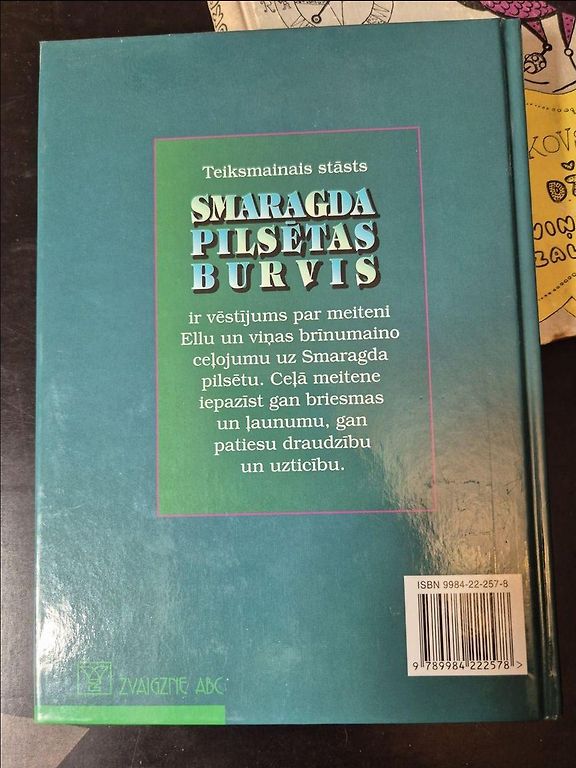 Teiksmainais stāsts
SMARAGDA
PILSĒTAS
BURVIS
ir vēstījums par meiteni
Ellu un viņas brīnumaino
ceļojumu uz Smaragda
pilsētu. Ceļā meitene
iepazīst gan briesmas
un ļaunumu, gan
patiesu draudzību
un uzticību.
ISBN 9984-22-257-8
9 789984 222578 >
ZVAIGZNE ABC